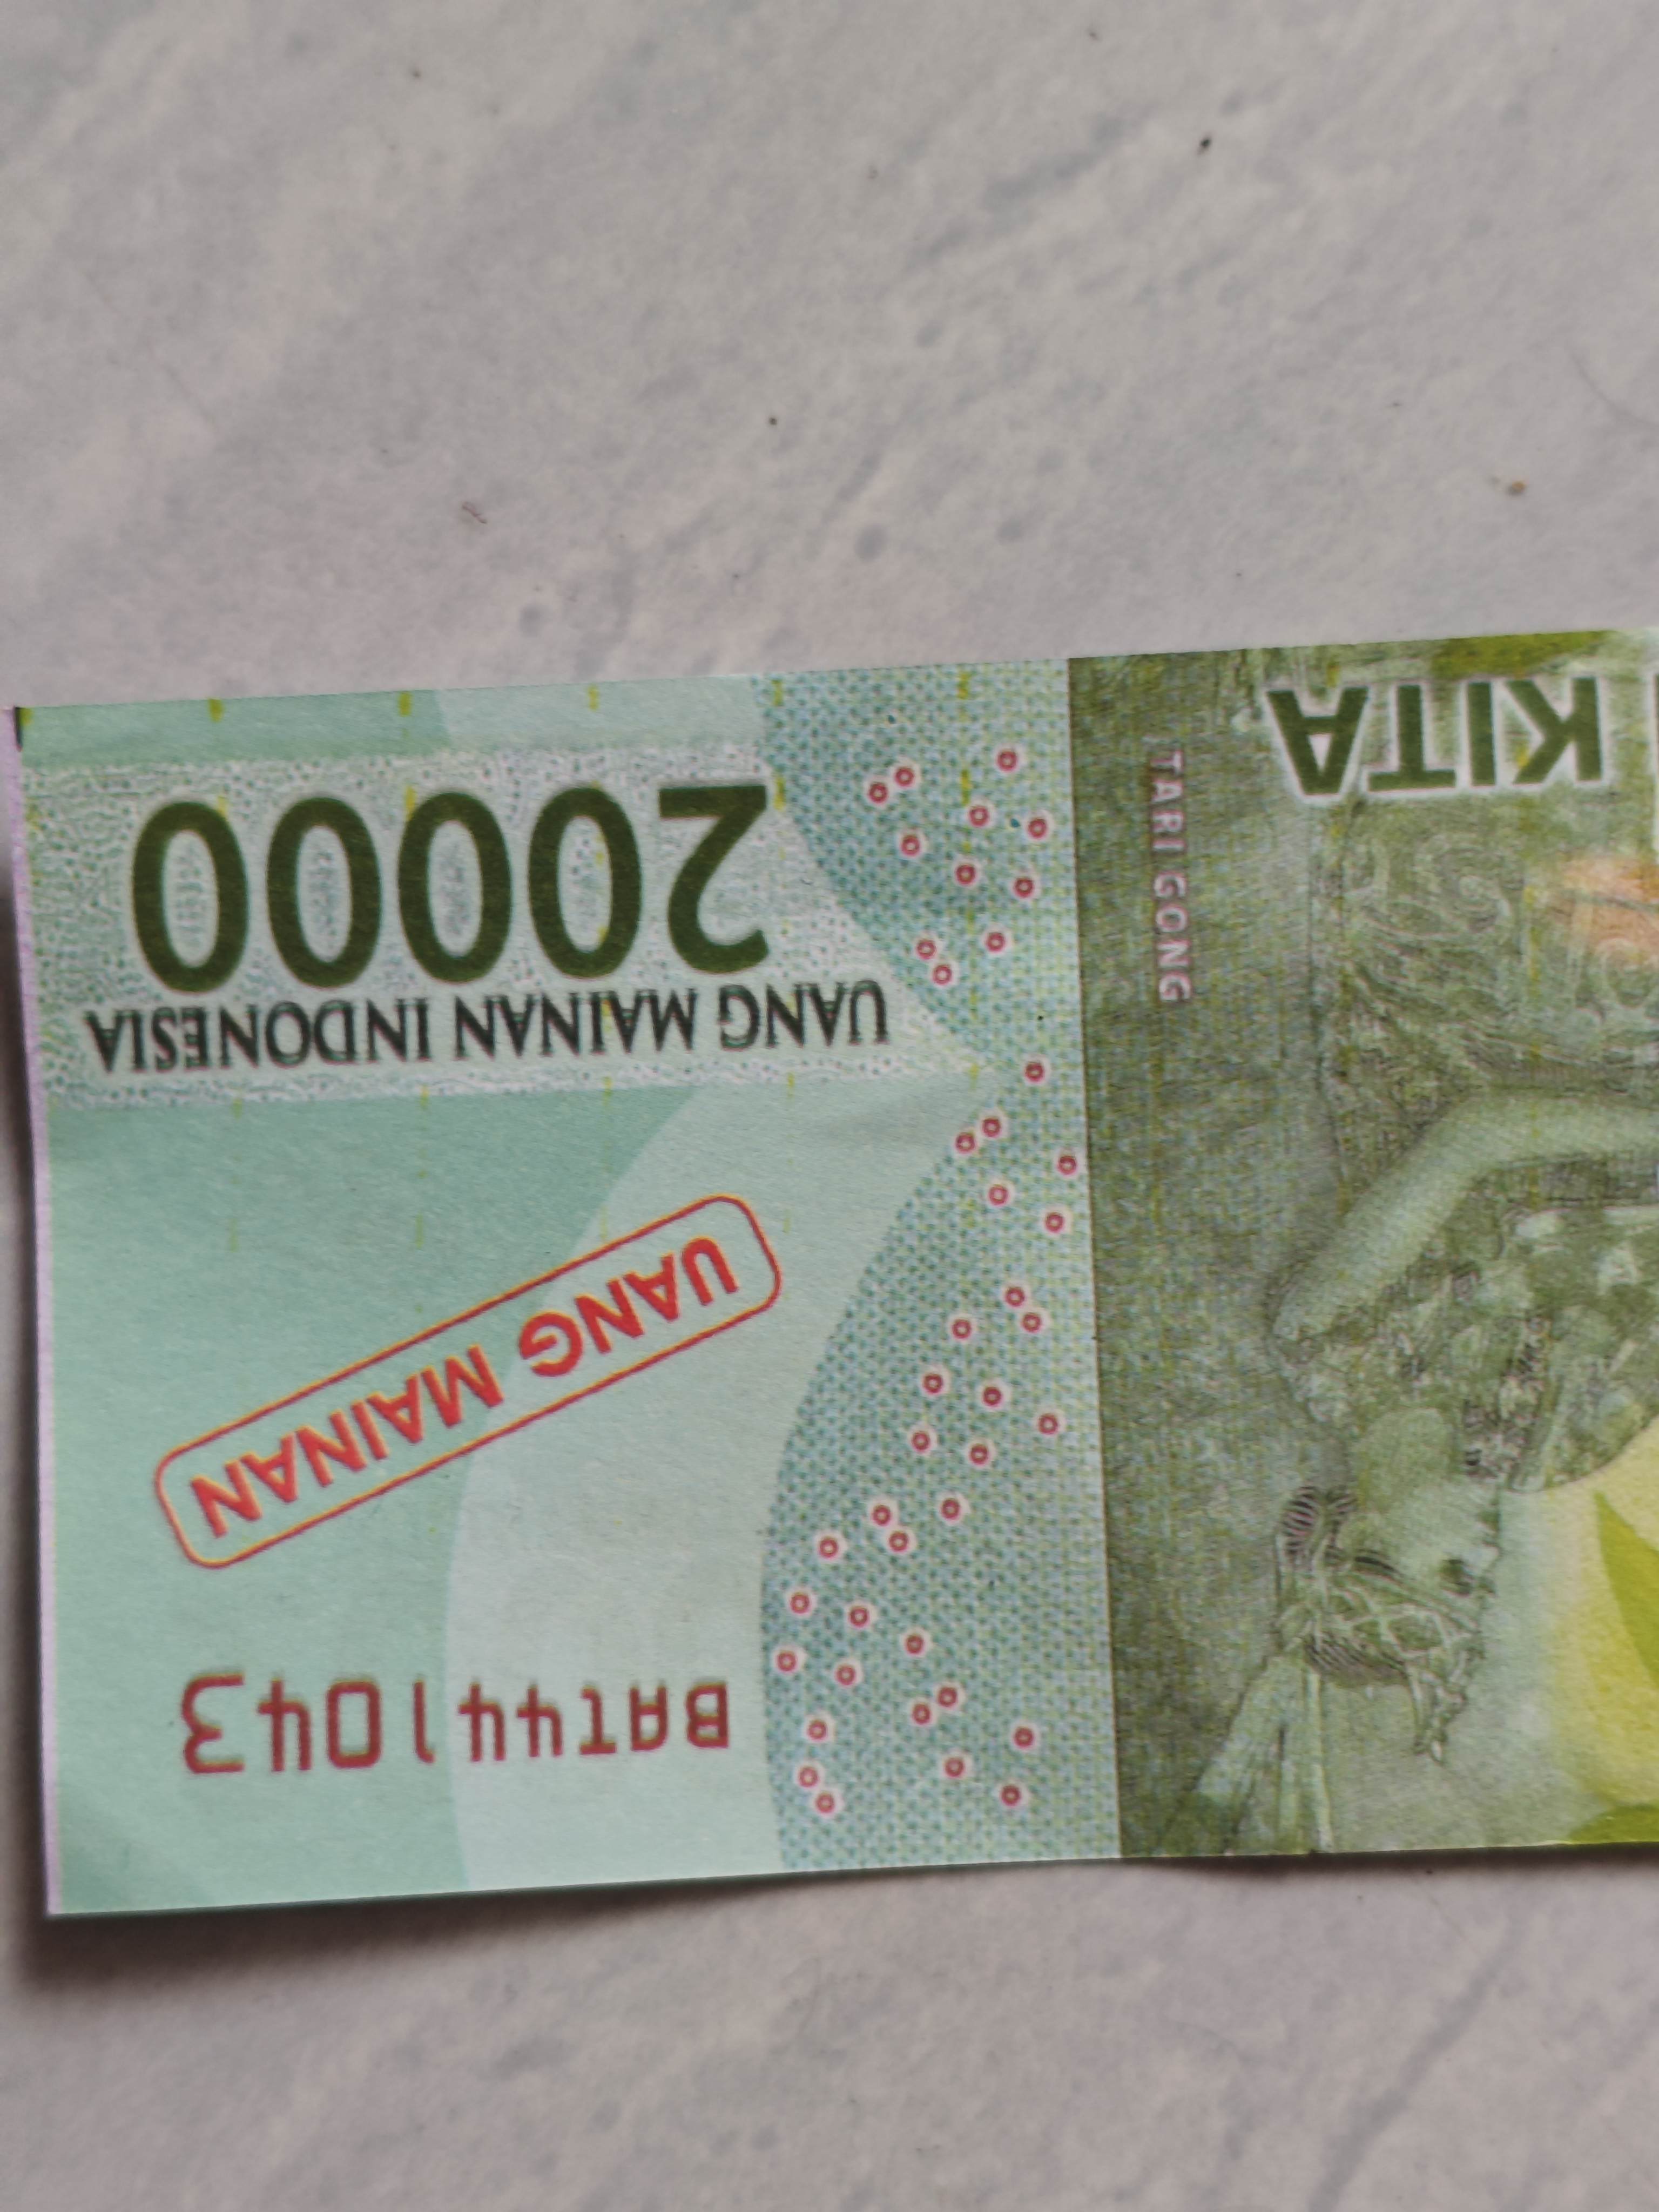 BAT441043
UANG MAINAN
UANG MAINAN INDONESIA
20000
TARI GONG
KITA